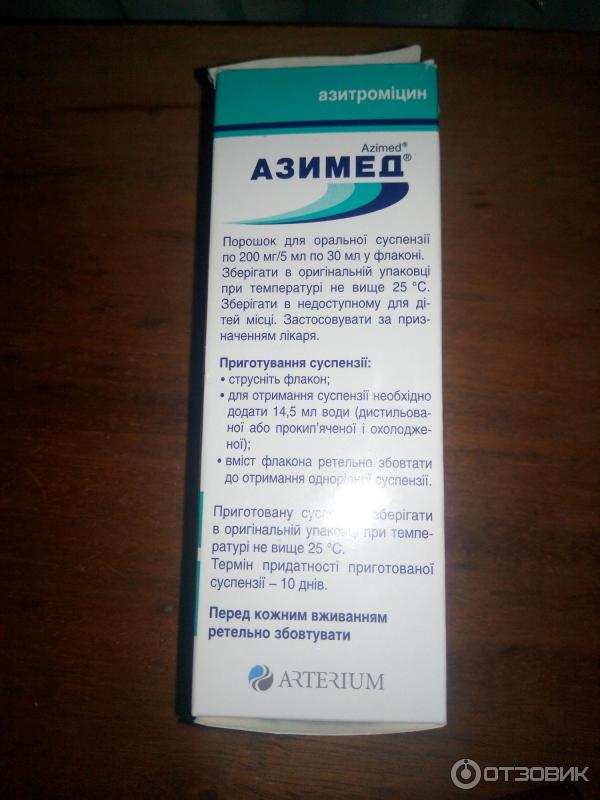 азитроміцин
Azimed®
АЗИМЕД®
Порошок для оральної суспензії
по 200 мг/5 мл по 30 мл у флаконі.
Зберігати в оригінальній упаковці
при температурі не вище 25 °C.
Зберігати в недоступному для ді-
тей місці. Застосовувати за приз-
наченням лікаря.
Приготування суспензії:
• струсніть флакон;
• для отримання суспензії необхідно
додати 14,5 мл води (дистильова-
ної або прокип'яченої і охолодже-
ної);
• вміст флакона ретельно збовтати
до отримання однорідної суспензії.
Приготовану зберігати
в оригінальній упаковці при темпе-
ратурі не вище 25 °C.
Термін придатності приготованої
суспензії – 10 днів.
Перед кожним вживанням
ретельно збовтувати
ARTERIUM
ОТЗОВИК